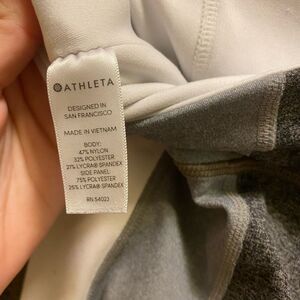 ATHLETA
DESIGNED IN
SAN FRANCISCO
MADE IN VIETNAM
BODY:
47% NYLON
32% POLYESTER
21% LYCRA® SPANDEX
SIDE PANEL:
75% POLYESTER
25% LYCRA® SPANDEX
RN 54023